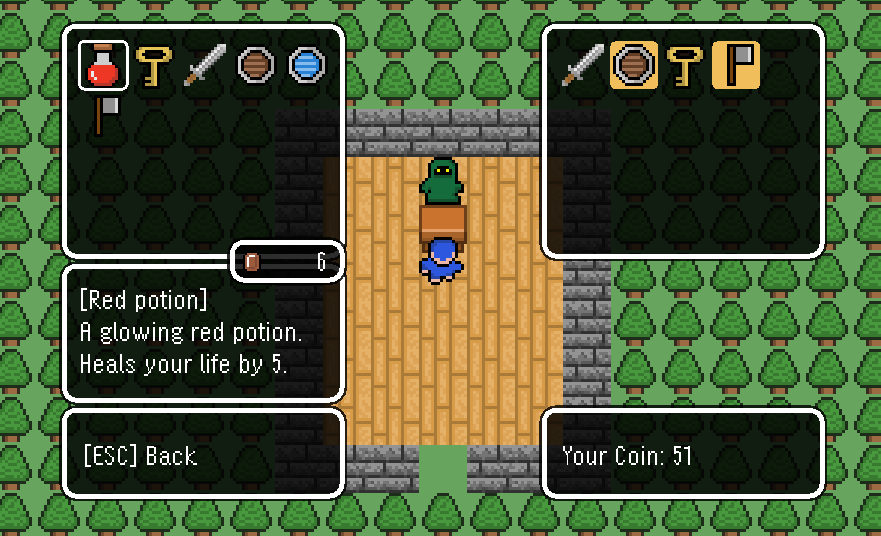 6
[Red potion]
A glowing red potion.
Heals your life by 5.
[ESC] Back
Your Coin: 51